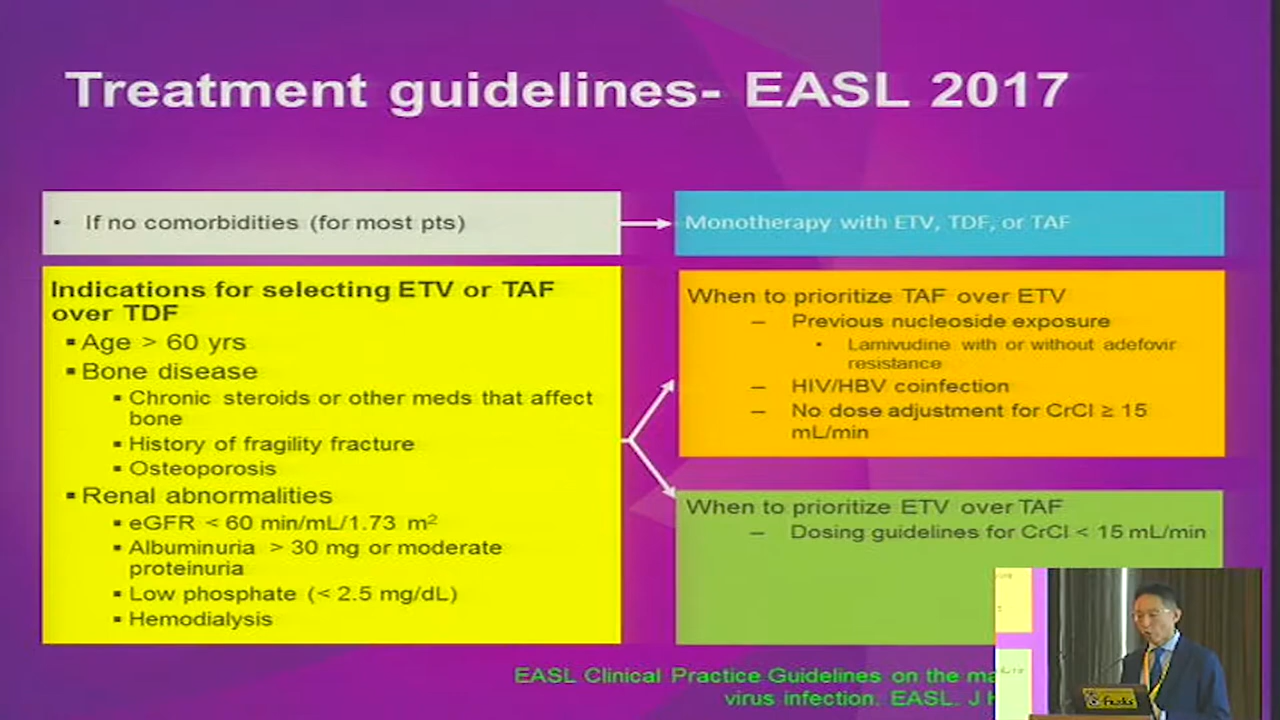 Treatment guidelines- EASL 2017
• If no comorbidities (for most pts)
Monotherapy with ETV, TDF, or TAF
Indications for selecting ETV or TAF
over TDF
▪ Age > 60 yrs
▪ Bone disease
▪ Chronic steroids or other meds that affect
bone
▪ History of fragility fracture
▪ Osteoporosis
▪ Renal abnormalities
▪ eGFR < 60 min/mL/1.73 m²
▪ Albuminuria > 30 mg or moderate
proteinuria
▪ Low phosphate (< 2.5 mg/dL)
▪ Hemodialysis
When to prioritize TAF over ETV
– Previous nucleoside exposure
• Lamivudine with or without adefovir
resistance
– HIV/HBV coinfection
– No dose adjustment for CrCl ≥ 15
mL/min
When to prioritize ETV over TAF
– Dosing guidelines for CrCl < 15 mL/min
EASL Clinical Practice Guidelines on the ma
virus infection. EASL. J H